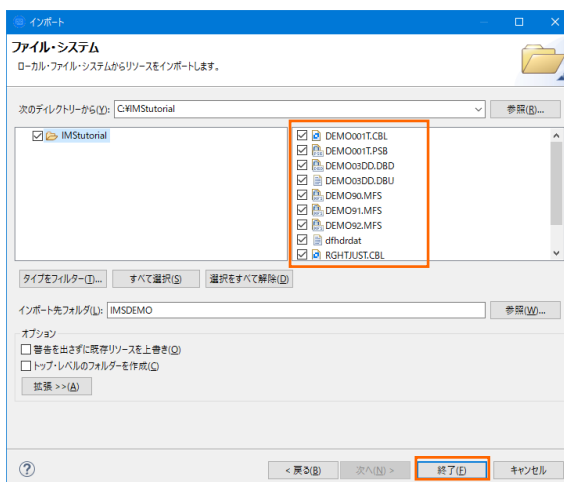 インポート
ファイル・システム
ローカル・ファイル・システムからリソースをインポートします。
次のディレクトリーから(Y): C:¥IMStutorial 参照(R)...
IMStutorial
DEMO001T.CBL
DEMO001T.PSB
DEMO03DD.DBD
DEMO03DD.DBU
DEMO90.MFS
DEMO91.MFS
DEMO92.MFS
dfhdrdat
RGHTJUST.CBL
タイプをフィルター(T)... すべて選択(S) 選択をすべて解除(D)
インポート先フォルダ(L): IMSDEMO 参照(W)...
オプション
警告を出さずに既存リソースを上書き(O)
トップ・レベルのフォルダーを作成(C)
拡張 >>(A)
< 戻る(B) 次へ(N) > 終了(F) キャンセル